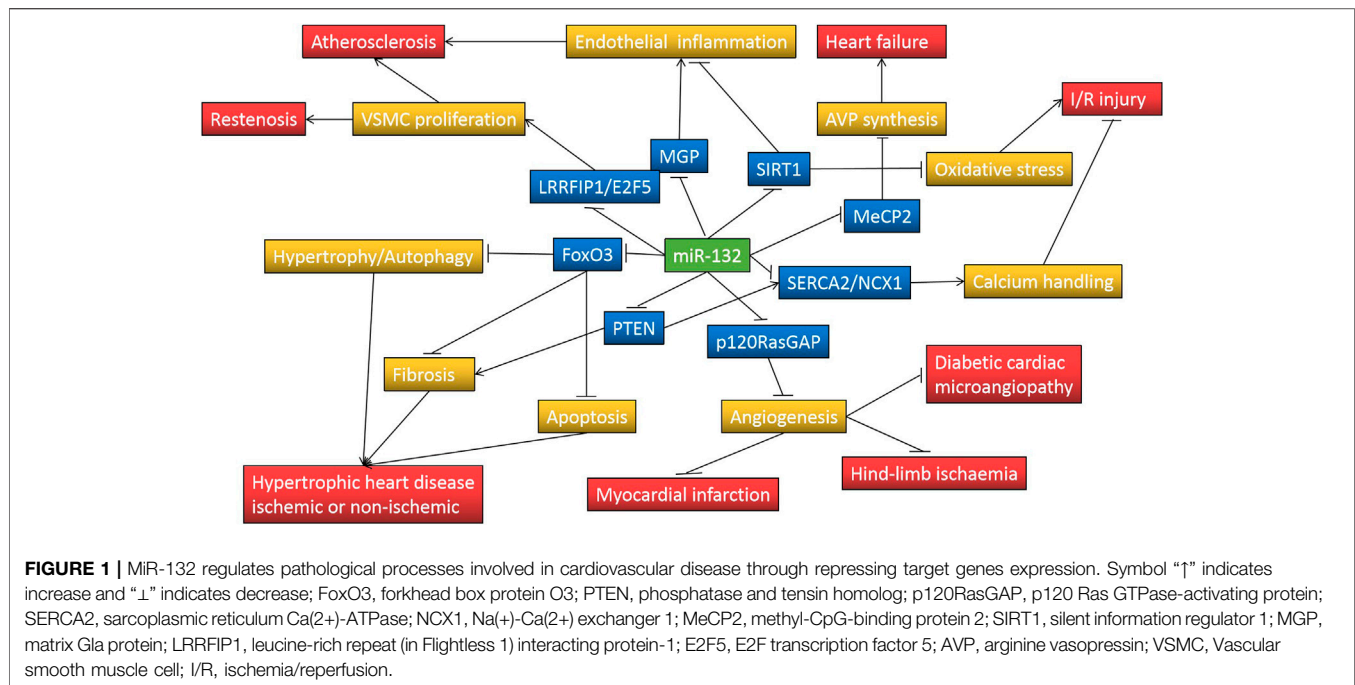 Atherosclerosis
Endothelial inflammation
Heart failure
I/R injury
Restenosis
VSMC proliferation
AVP synthesis
MGP
SIRT1
Oxidative stress
LRRFIP1/E2F5
MeCP2
Hypertrophy/Autophagy
FoxO3
miR-132
SERCA2/NCX1
Calcium handling
PTEN
p120RasGAP
Diabetic cardiac
microangiopathy
Fibrosis
Apoptosis
Angiogenesis
Hypertrophic heart disease
ischemic or non-ischemic
Myocardial infarction
Hind-limb ischaemia
FIGURE 1 | MiR-132 regulates pathological processes involved in cardiovascular disease through repressing target genes expression. Symbol “↑” indicates
increase and “⊥” indicates decrease; FoxO3, forkhead box protein O3; PTEN, phosphatase and tensin homolog; p120RasGAP, p120 Ras GTPase-activating protein;
SERCA2, sarcoplasmic reticulum Ca(2+)-ATPase; NCX1, Na(+)-Ca(2+) exchanger 1; MeCP2, methyl-CpG-binding protein 2; SIRT1, silent information regulator 1; MGP,
matrix Gla protein; LRRFIP1, leucine-rich repeat (in Flightless 1) interacting protein-1; E2F5, E2F transcription factor 5; AVP, arginine vasopressin; VSMC, Vascular
smooth muscle cell; I/R, ischemia/reperfusion.